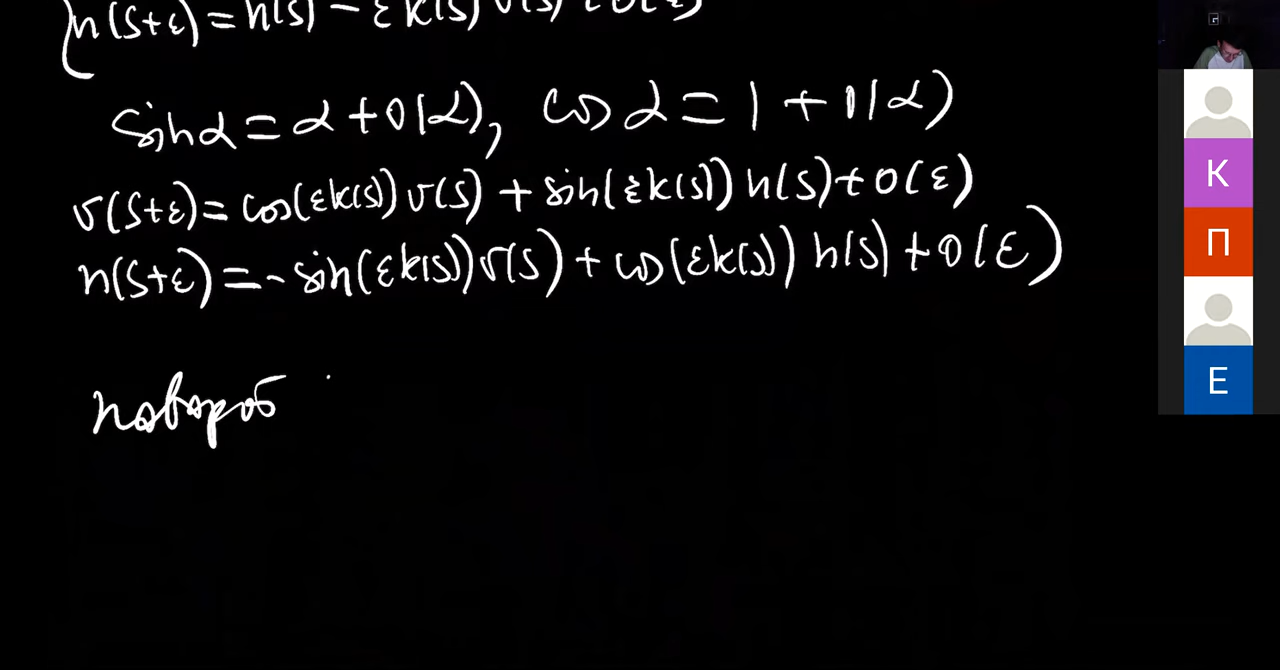 n(s+ε) = n(s) - εk(s) v(s) + o(ε)
sin α = α + o(α), cos α = 1 + o(α)
v(s+ε) = cos(εk(s)) v(s) + sin(εk(s)) n(s) + o(ε)
n(s+ε) = - sin(εk(s)) v(s) + cos(εk(s)) n(s) + o(ε)
поворот
К
П
Е